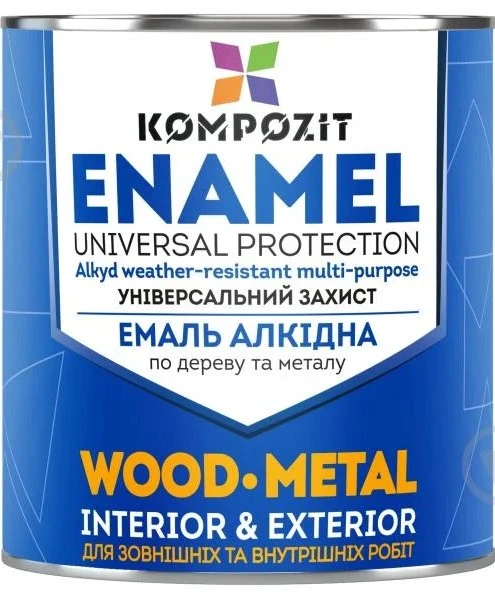 KOMPOZIT
ENAMEL
UNIVERSAL PROTECTION
Alkyd weather-resistant multi-purpose
УНІВЕРСАЛЬНИЙ ЗАХИСТ
ЕМАЛЬ АЛКІДНА
по дереву та металу
WOOD•METAL
INTERIOR & EXTERIOR
ДЛЯ ЗОВНІШНІХ ТА ВНУТРІШНІХ РОБІТ